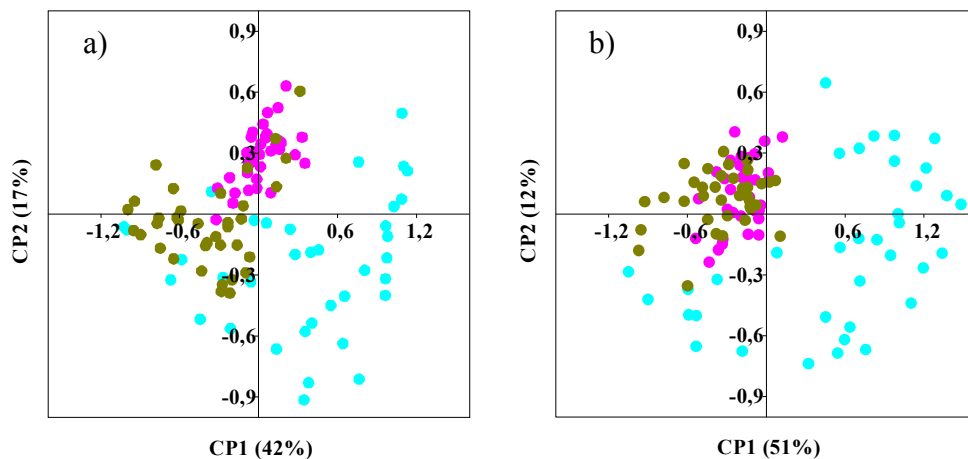 a)
0,9
0,6
0,3
-1,2 -0,6 0,6 1,2
-0,3
-0,6
-0,9
CP2 (17%)
CP1 (42%)
b)
0,9
0,6
0,3
-1,2 -0,6 0,6 1,2
-0,3
-0,6
-0,9
CP2 (12%)
CP1 (51%)